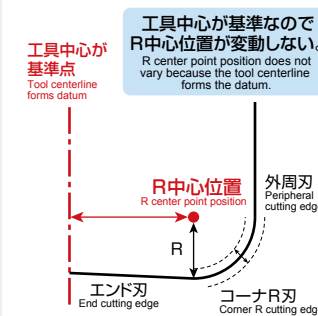 工具中心が基準なので
R中心位置が変動しない。
R center point position does not
vary because the tool centerline
forms the datum.
工具中心が
基準点
Tool centerline
forms datum
R中心位置
R center point position
R
外周刃
Peripheral
cutting edge
エンド刃
End cutting edge
コーナR刃
Corner R cutting edge